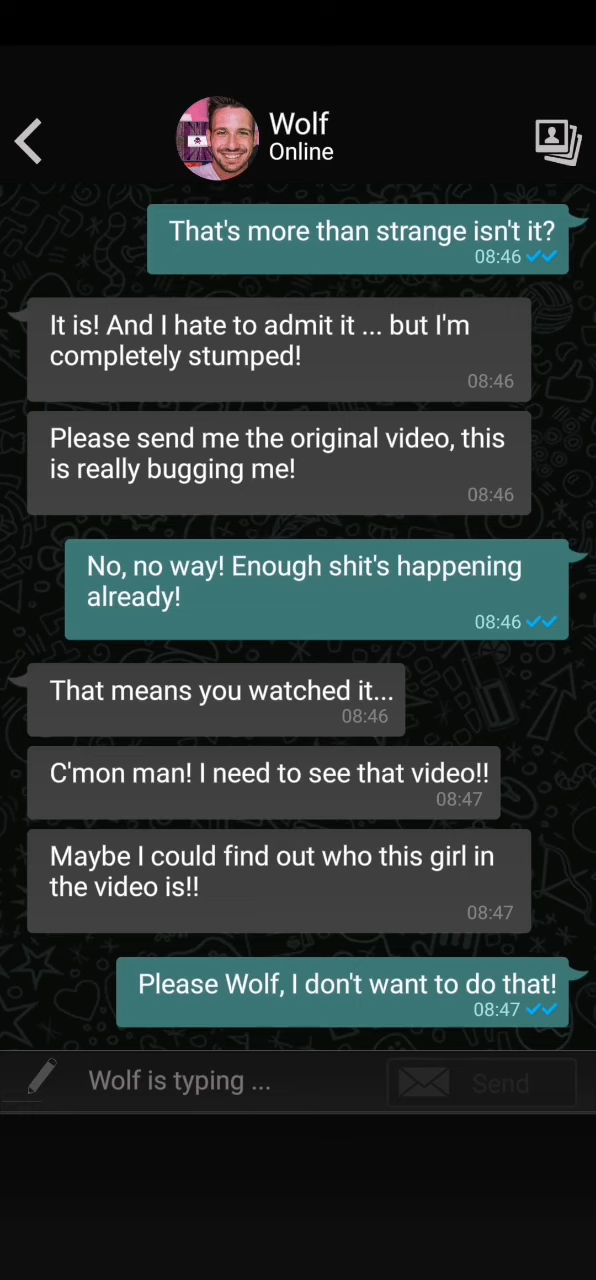 Wolf
Online
That's more than strange isn't it?
08:46
It is! And I hate to admit it ... but I'm
completely stumped!
08:46
Please send me the original video, this
is really bugging me!
08:46
No, no way! Enough shit's happening
already!
08:46
That means you watched it...
08:46
C'mon man! I need to see that video!!
08:47
Maybe I could find out who this girl in
the video is!!
08:47
Please Wolf, I don't want to do that!
08:47
Wolf is typing ...
Send